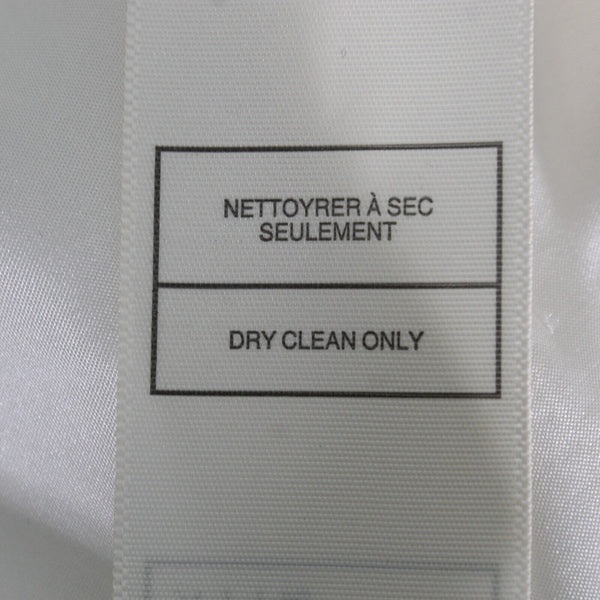 NETTOYRER À SEC
SEULEMENT
DRY CLEAN ONLY